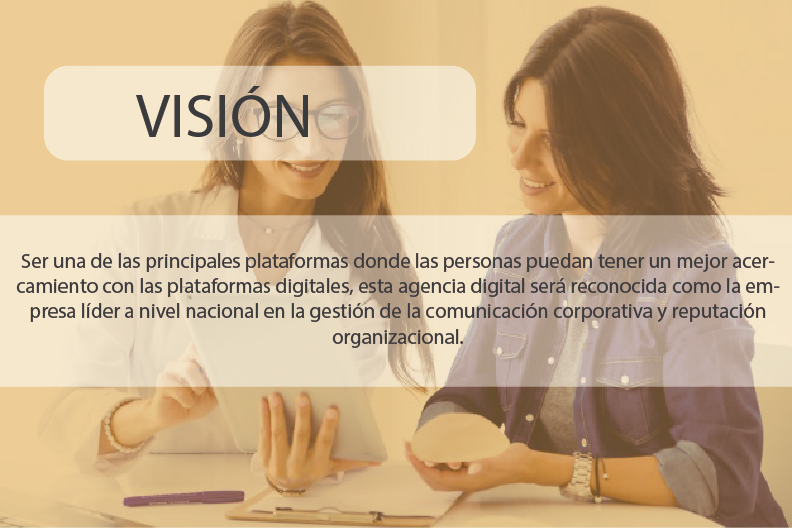 VISIÓN
Ser una de las principales plataformas donde las personas puedan tener un mejor acer-
camiento con las plataformas digitales, esta agencia digital será reconocida como la em-
presa líder a nivel nacional en la gestión de la comunicación corporativa y reputación
organizacional.